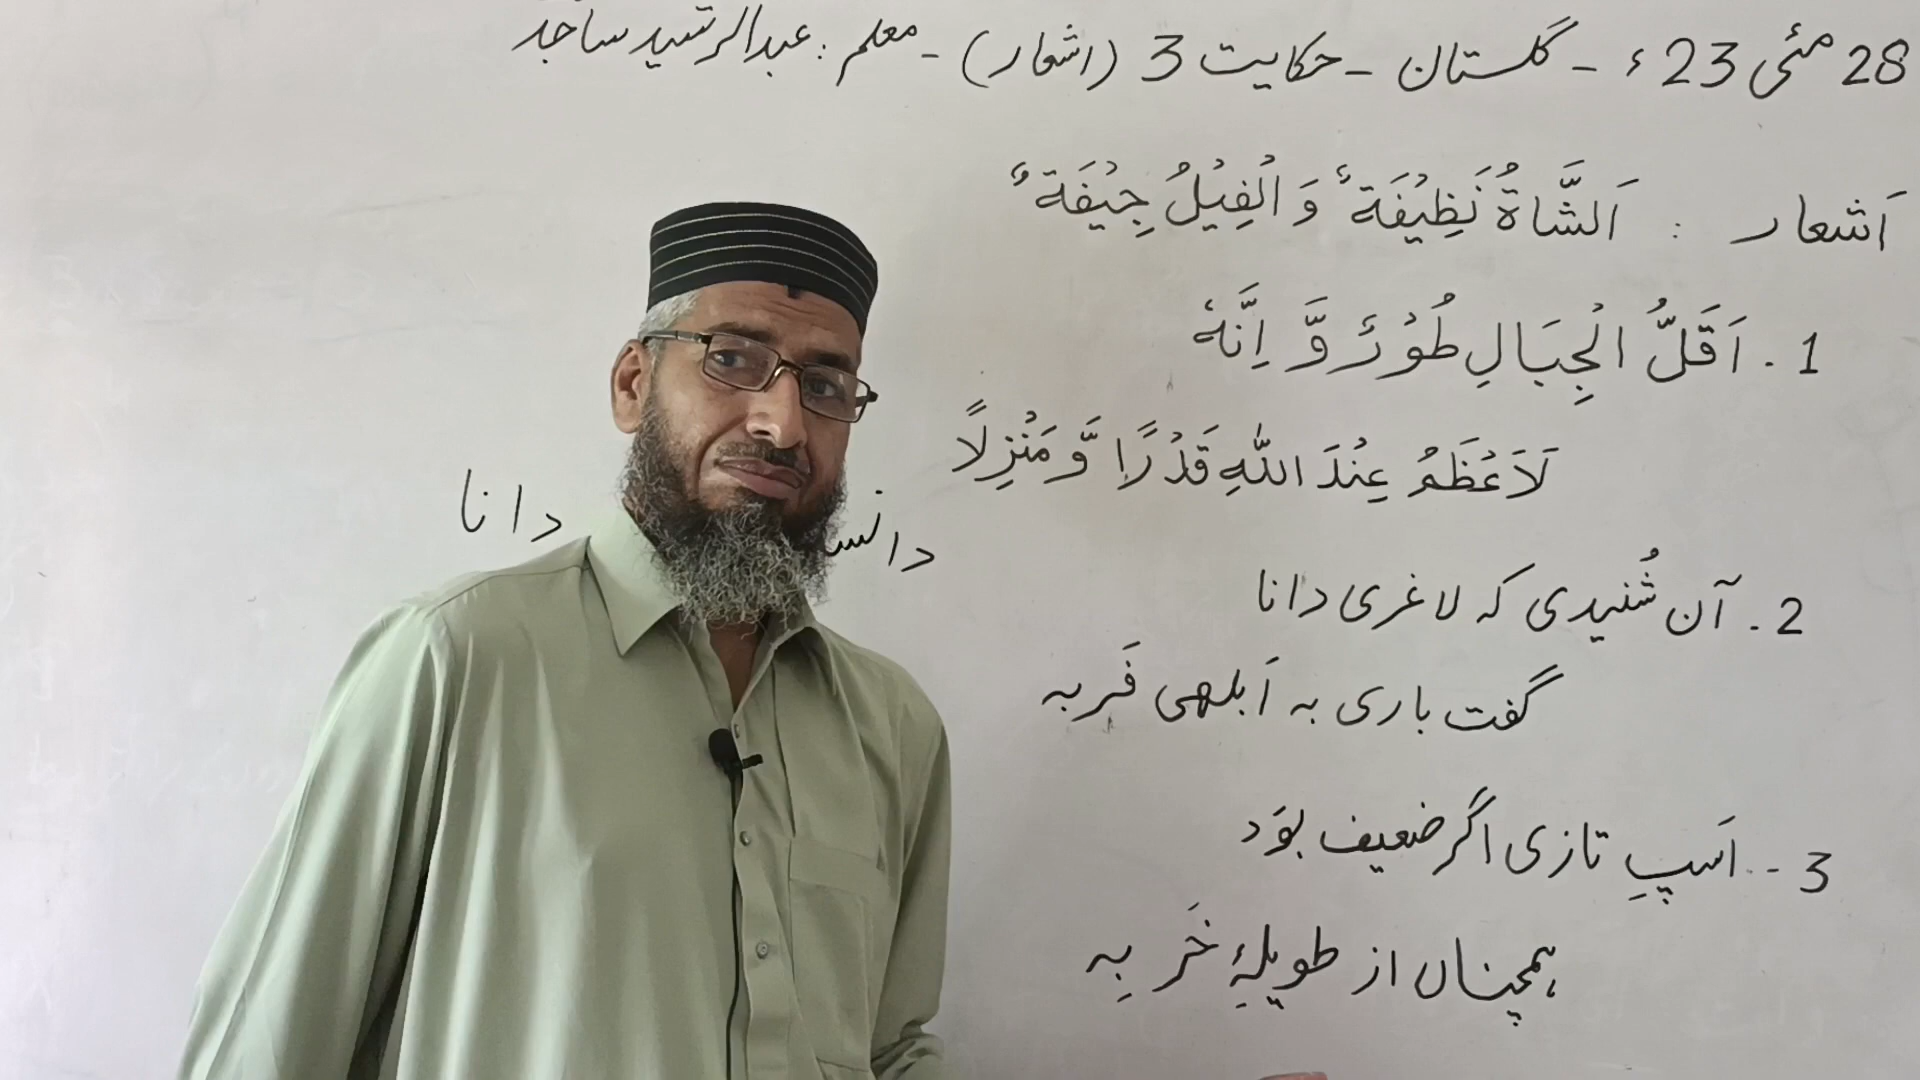 28 مئی 23ء - گلستان - حکایت 3 (اشعار) - معلم : عبدالرشید ساجد
اَشعار : اَلشَّاۃُ نَظِیْفَۃٌ وَ الْفِیْلُ جِیْفَۃٌ
1. اَقَلُّ الْجِبَالِ طُوْرٌ وَّ اِنَّہٗ
لَاَعْظَمُ عِنْدَ اللّٰہِ قَدْرًا وَّ مَنْزِلًا
دانا
2. آن شُنیدی کہ لاغری دانا
گفت باری بہ اَبلھی فَربہ
3 - اَسپِ تازی اگر ضعیف بوَد
ہمچناں از طویلۂِ خَر بِہ